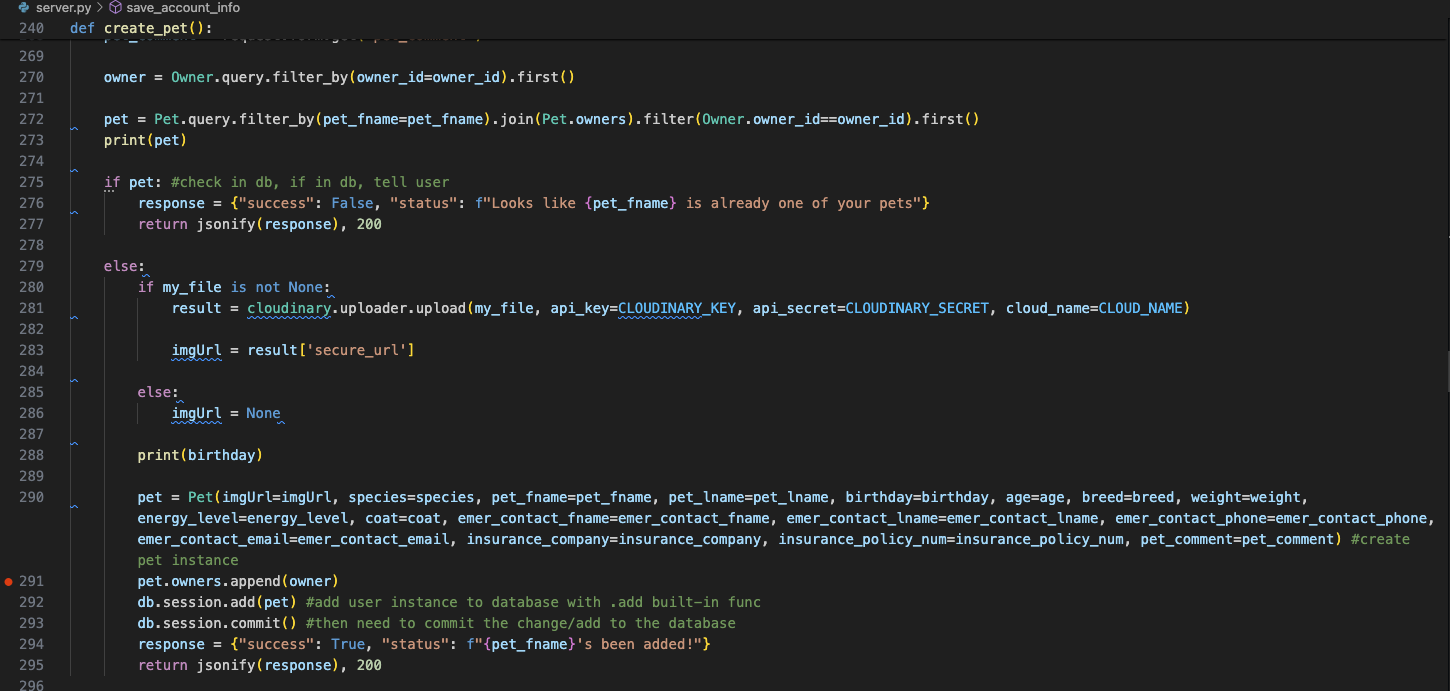 server.py > save_account_info
240 def create_pet():
269
270 owner = Owner.query.filter_by(owner_id=owner_id).first()
271
272 pet = Pet.query.filter_by(pet_fname=pet_fname).join(Pet.owners).filter(Owner.owner_id==owner_id).first()
273 print(pet)
274
275 if pet: #check in db, if in db, tell user
276 response = {"success": False, "status": f"Looks like {pet_fname} is already one of your pets"}
277 return jsonify(response), 200
278
279 else:
280 if my_file is not None:
281 result = cloudinary.uploader.upload(my_file, api_key=CLOUDINARY_KEY, api_secret=CLOUDINARY_SECRET, cloud_name=CLOUD_NAME)
282
283 imgUrl = result['secure_url']
284
285 else:
286 imgUrl = None
287
288 print(birthday)
289
290 pet = Pet(imgUrl=imgUrl, species=species, pet_fname=pet_fname, pet_lname=pet_lname, birthday=birthday, age=age, breed=breed, weight=weight,
energy_level=energy_level, coat=coat, emer_contact_fname=emer_contact_fname, emer_contact_lname=emer_contact_lname, emer_contact_phone=emer_contact_phone,
emer_contact_email=emer_contact_email, insurance_company=insurance_company, insurance_policy_num=insurance_policy_num, pet_comment=pet_comment) #create
pet instance
291 pet.owners.append(owner)
292 db.session.add(pet) #add user instance to database with .add built-in func
293 db.session.commit() #then need to commit the change/add to the database
294 response = {"success": True, "status": f"{pet_fname}'s been added!"}
295 return jsonify(response), 200
296